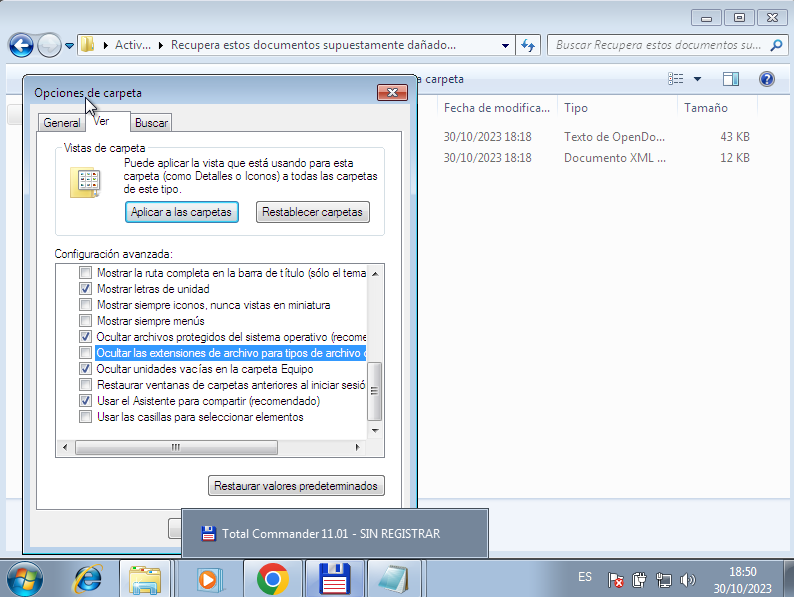 Activ...
Recupera estos documentos supuestamente dañado...
Buscar Recupera estos documentos su...
a carpeta
Opciones de carpeta
General
Ver
Buscar
Vistas de carpeta
Puede aplicar la vista que está usando para esta
carpeta (como Detalles o Iconos) a todas las carpetas
de este tipo.
Aplicar a las carpetas
Restablecer carpetas
Configuración avanzada:
Mostrar la ruta completa en la barra de título (sólo el tema
Mostrar letras de unidad
Mostrar siempre iconos, nunca vistas en miniatura
Mostrar siempre menús
Ocultar archivos protegidos del sistema operativo (recome
Ocultar las extensiones de archivo para tipos de archivo c
Ocultar unidades vacías en la carpeta Equipo
Restaurar ventanas de carpetas anteriores al iniciar sesió
Usar el Asistente para compartir (recomendado)
Usar las casillas para seleccionar elementos
Restaurar valores predeterminados
Fecha de modifica... Tipo Tamaño
30/10/2023 18:18 Texto de OpenDo... 43 KB
30/10/2023 18:18 Documento XML ... 12 KB
Total Commander 11.01 - SIN REGISTRAR
ES
18:50
30/10/2023